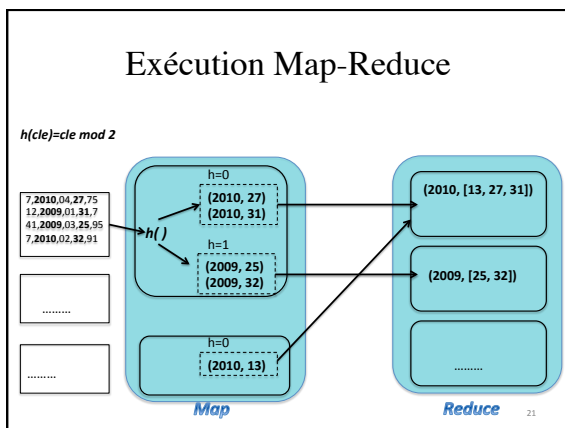 Exécution Map-Reduce
h(cle)=cle mod 2
7,2010,04,27,75
12,2009,01,31,7
41,2009,03,25,95
7,2010,02,32,91
.........
.........
h( )
h=0
(2010, 27)
(2010, 31)
h=1
(2009, 25)
(2009, 32)
h=0
(2010, 13)
Map
(2010, [13, 27, 31])
(2009, [25, 32])
.........
Reduce
21